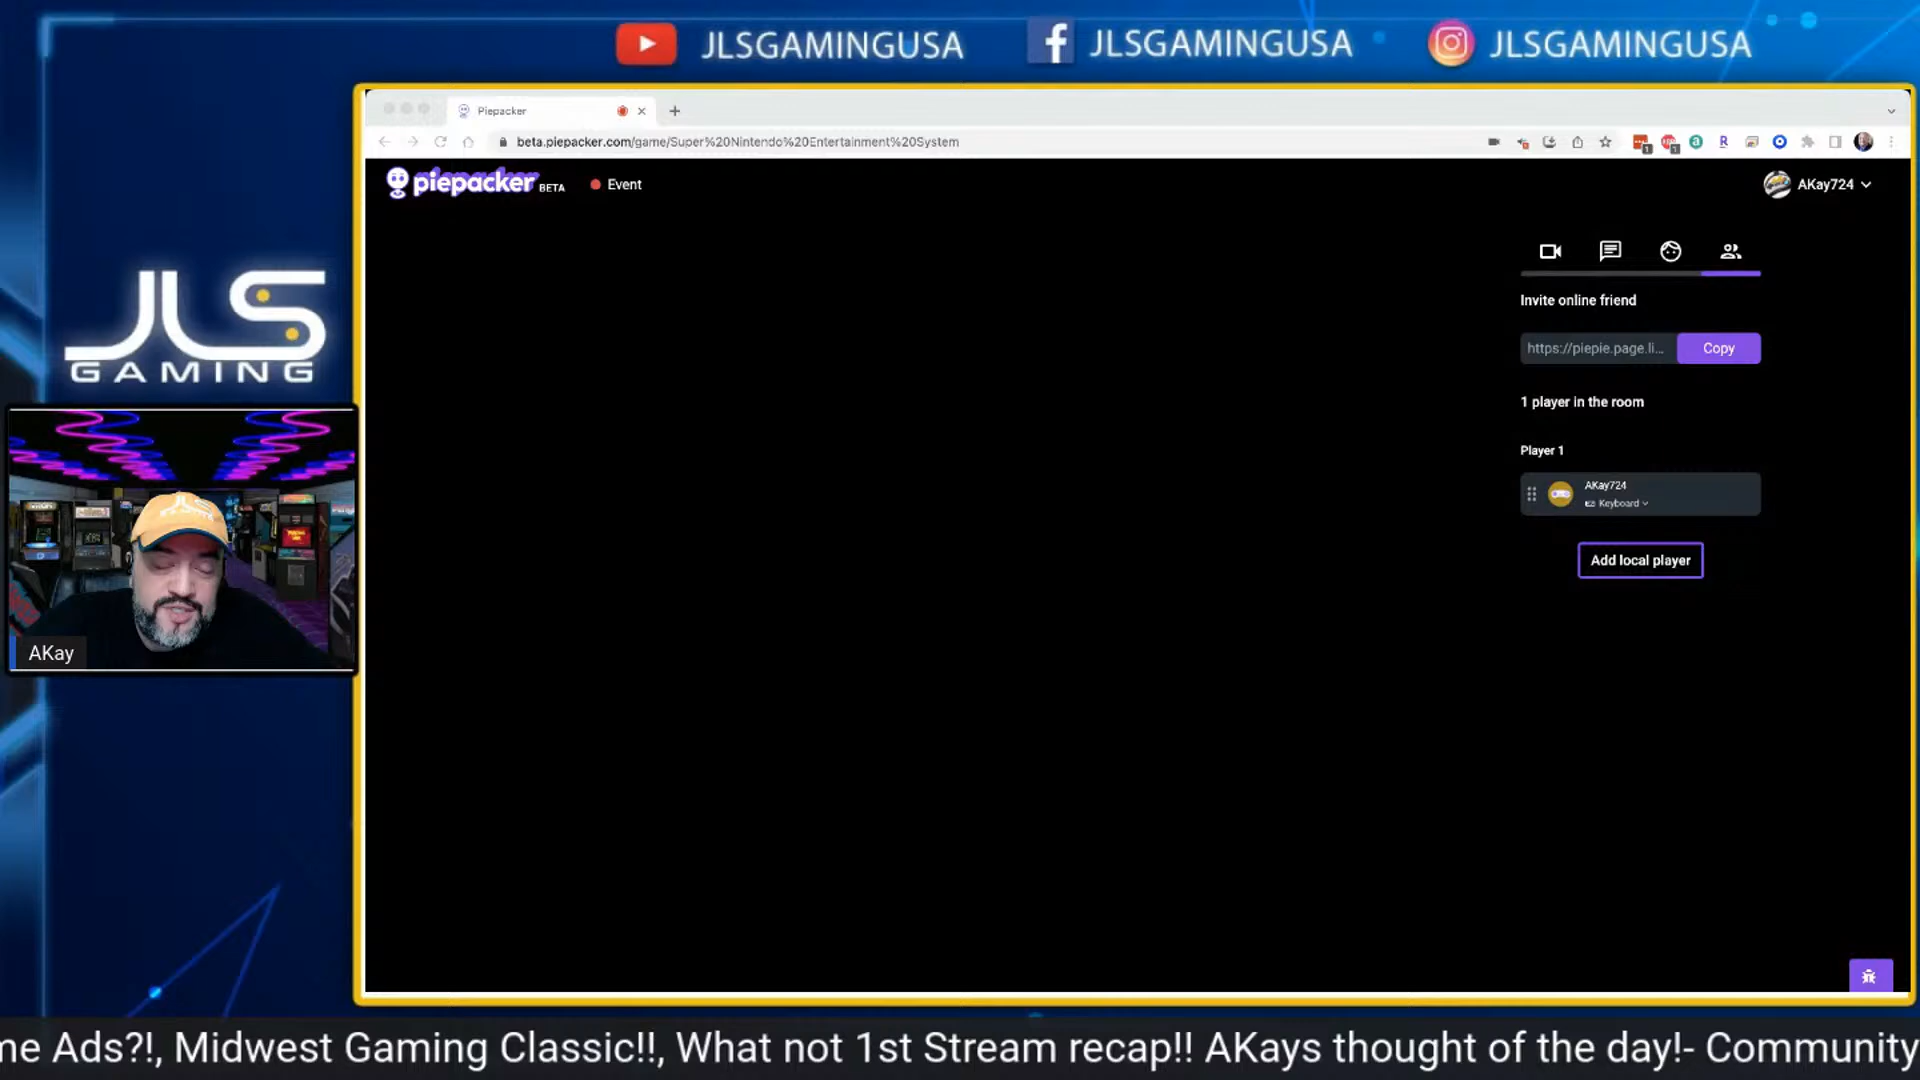 JLSGAMINGUSA
JLSGAMINGUSA
JLSGAMINGUSA
Piepacker
beta.piepacker.com/game/Super%20Nintendo%20Entertainment%20System
piepacker BETA
Event
AKay724
JLS
GAMING
Invite online friend
https://piepie.page.li...
Copy
1 player in the room
Player 1
AKay724
Keyboard
Add local player
AKay
me Ads?!, Midwest Gaming Classic!!, What not 1st Stream recap!! AKays thought of the day!- Community